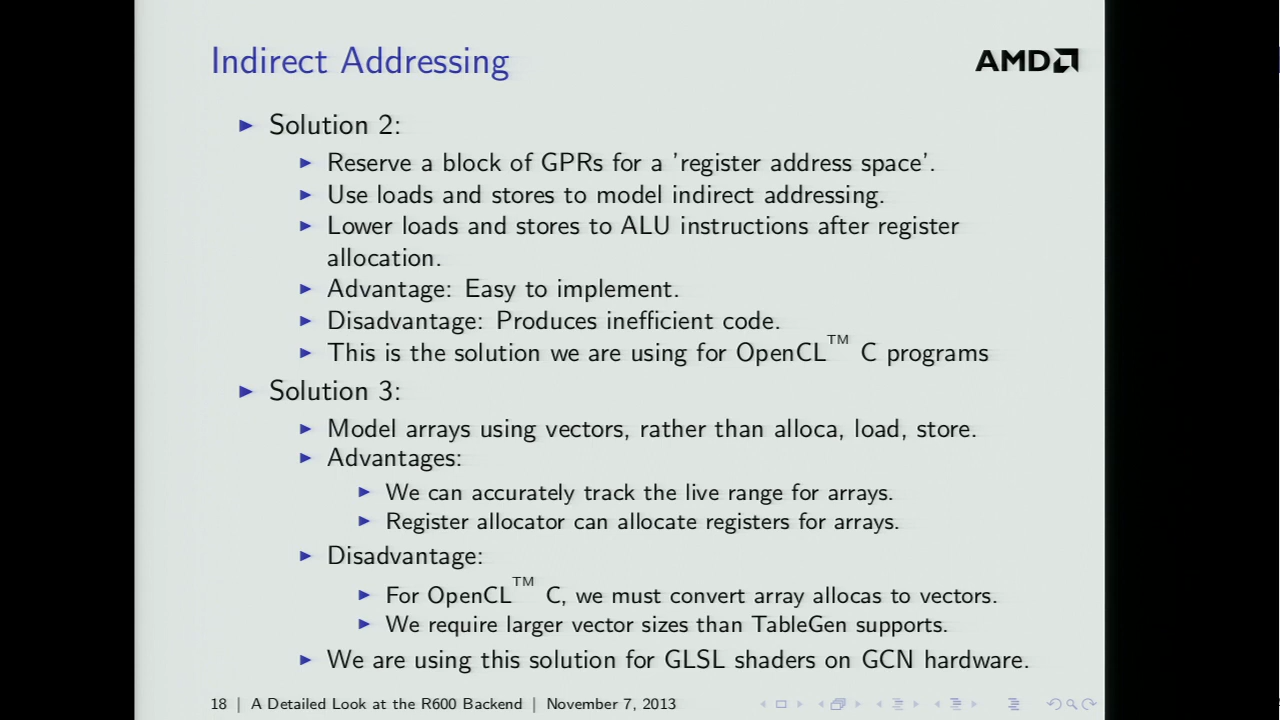 Indirect Addressing
AMD
Solution 2:
Reserve a block of GPRs for a 'register address space'.
Use loads and stores to model indirect addressing.
Lower loads and stores to ALU instructions after register
allocation.
Advantage: Easy to implement.
Disadvantage: Produces inefficient code.
This is the solution we are using for OpenCL™ C programs
Solution 3:
Model arrays using vectors, rather than alloca, load, store.
Advantages:
We can accurately track the live range for arrays.
Register allocator can allocate registers for arrays.
Disadvantage:
For OpenCL™ C, we must convert array allocas to vectors.
We require larger vector sizes than TableGen supports.
We are using this solution for GLSL shaders on GCN hardware.
18 | A Detailed Look at the R600 Backend | November 7, 2013